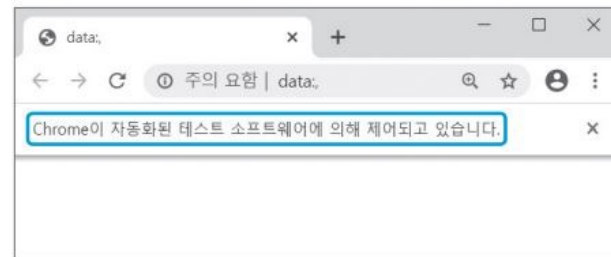 data:,
주의 요함 | data:,
Chrome이 자동화된 테스트 소프트웨어에 의해 제어되고 있습니다.